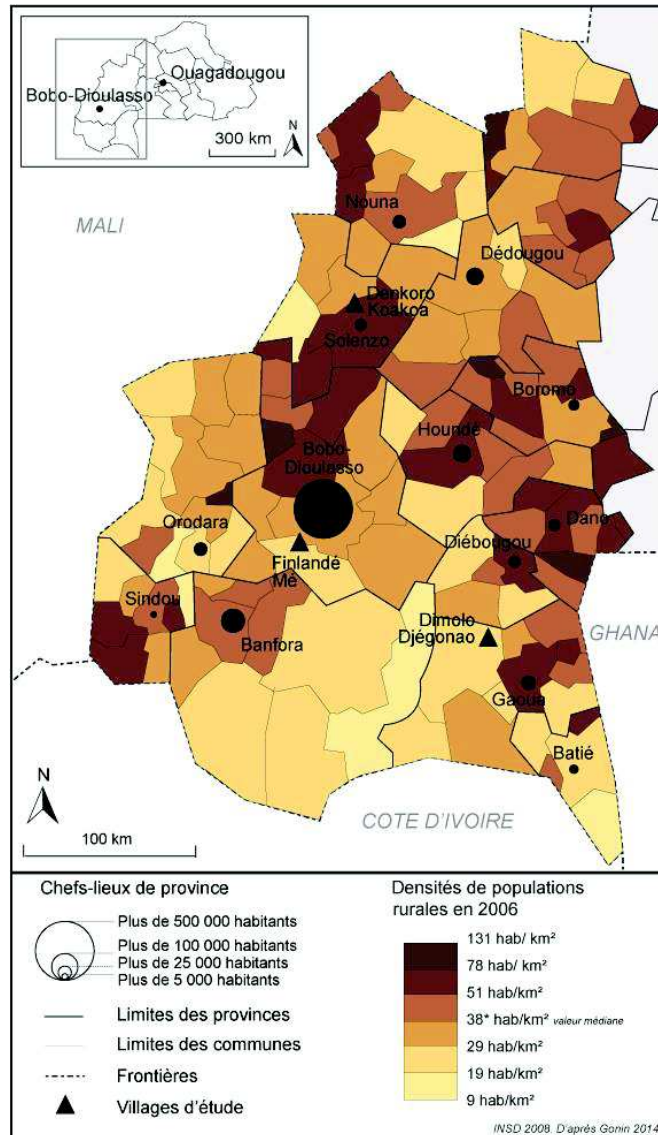 Ouagadougou
Bobo-Dioulasso
300 km
N
MALI
Nouna
Dédougou
Denkoro
Koakoa
Solenzo
Boromo
Houndé
Bobo-
Dioulasso
Dano
Orodara
Diébougou
Finlandé
Mé
Sindou
Dimolo
Djégonao
GHANA
Banfora
Gaoua
Batié
N
100 km
COTE D'IVOIRE
Chefs-lieux de province
Plus de 500 000 habitants
Plus de 100 000 habitants
Plus de 25 000 habitants
Plus de 5 000 habitants
Limites des provinces
Limites des communes
Frontières
Villages d'étude
Densités de populations
rurales en 2006
131 hab/ km²
78 hab/ km²
51 hab/km²
38* hab/km² valeur médiane
29 hab/km²
19 hab/km²
9 hab/km²
INSD 2008. D'après Gonin 2014